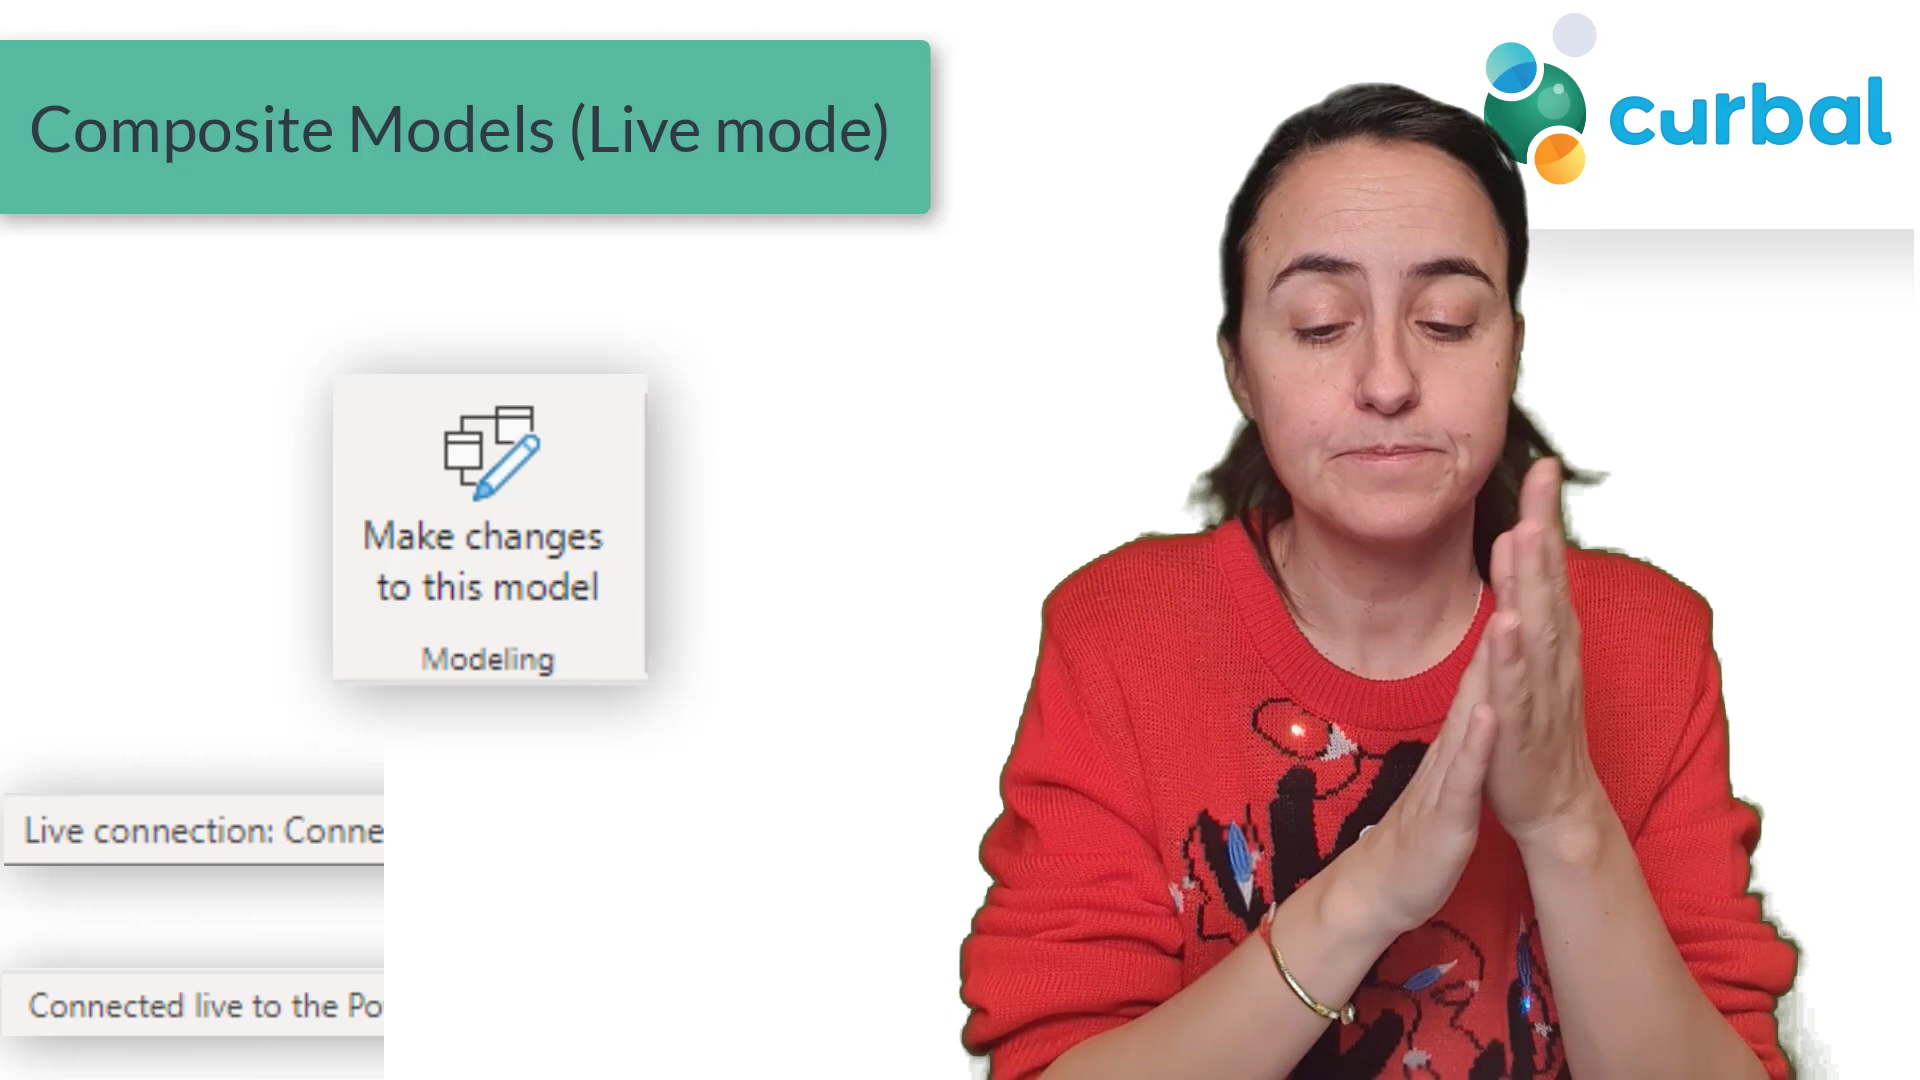 Composite Models (Live mode)
curbal
Make changes
to this model
Modeling
Live connection: Conne
Connected live to the Po